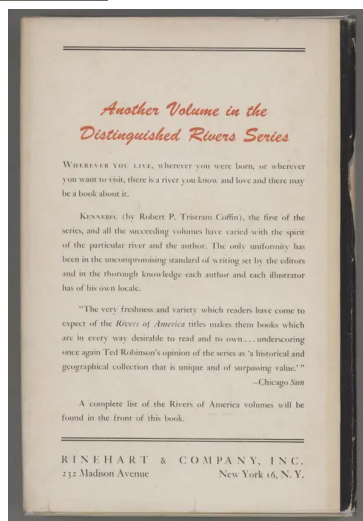 Another Volume in the
Distinguished Rivers Series
WHEREVER YOU LIVE, wherever you were born, or wherever
you want to visit, there is a river you know and love and there may
be a book about it.
KENNEBEC (by Robert P. Tristram Coffin), the first of the
series, and all the succeeding volumes have varied with the spirit
of the particular river and the author. The only uniformity has
been in the uncompromising standard of writing set by the editors
and in the thorough knowledge each author and each illustrator
has of his own locale.
"The very freshness and variety which readers have come to
expect of the Rivers of America titles makes them books which
are in every way desirable to read and to own . . . underscoring
once again Ted Robinson's opinion of the series as 'a historical and
geographical collection that is unique and of surpassing value.' "
–Chicago Sun
A complete list of the Rivers of America volumes will be
found in the front of this book.
RINEHART & COMPANY, INC.
232 Madison Avenue New York 16, N. Y.